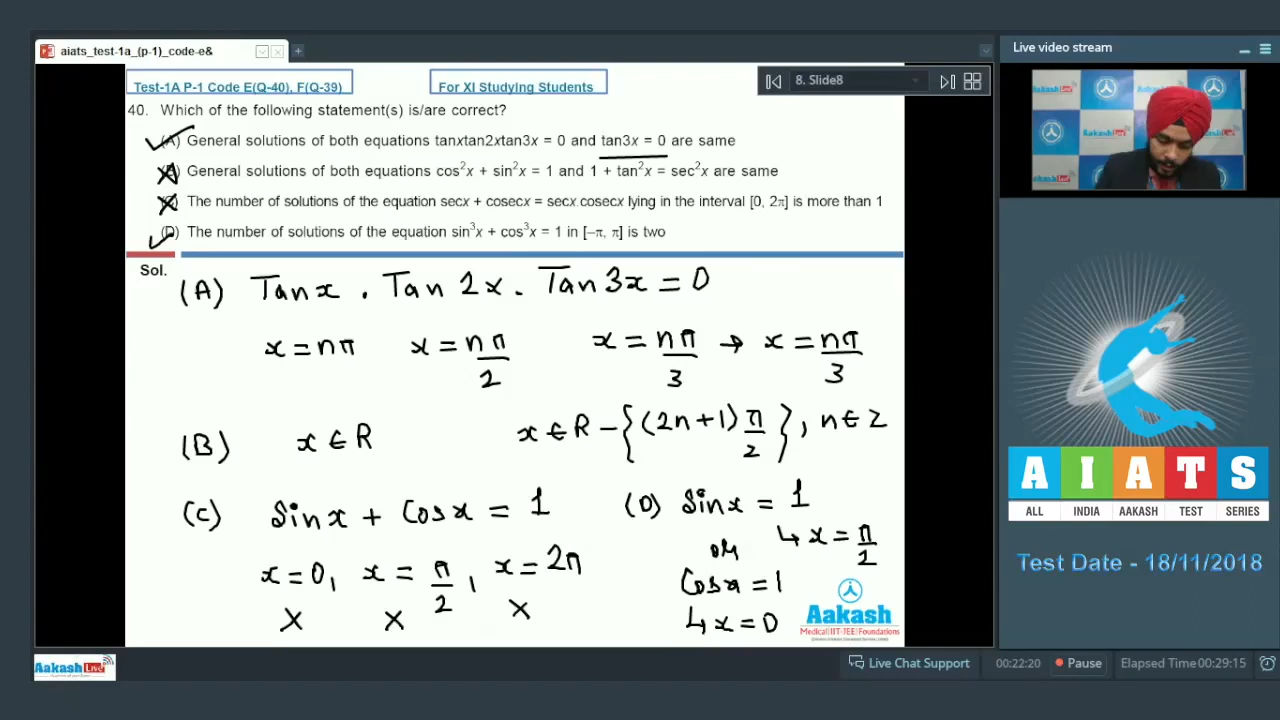 aiats_test-1a_(p-1)_code-e&
Live video stream
Test-1A P-1 Code E(Q-40), F(Q-39)
For XI Studying Students
8. Slide8
40. Which of the following statement(s) is/are correct?
(A) General solutions of both equations tanxtan2xtan3x = 0 and tan3x = 0 are same
General solutions of both equations cos²x + sin²x = 1 and 1 + tan²x = sec²x are same
The number of solutions of the equation secx + cosecx = secx.cosecx lying in the interval [0, 2π] is more than 1
(D) The number of solutions of the equation sin³x + cos³x = 1 in [–π, π] is two
Sol.
(A) Tan x . Tan 2x . Tan 3x = 0
x = nπ x = nπ/2 x = nπ/3 → x = nπ/3
(B) x ∈ R x ∈ R – {(2n+1) π/2}, n ∈ Z
(C) Sin x + Cos x = 1 (D) Sin x = 1
↳ x = π/2
or
x = 0, x = π/2, x = 2π Cos x = 1
X X X ↳ x = 0
Aakash
Medical|IIT-JEE|Foundations
AIATS
ALL INDIA AAKASH TEST SERIES
Test Date - 18/11/2018
Aakash Live
Live Chat Support 00:22:20 Pause Elapsed Time 00:29:15